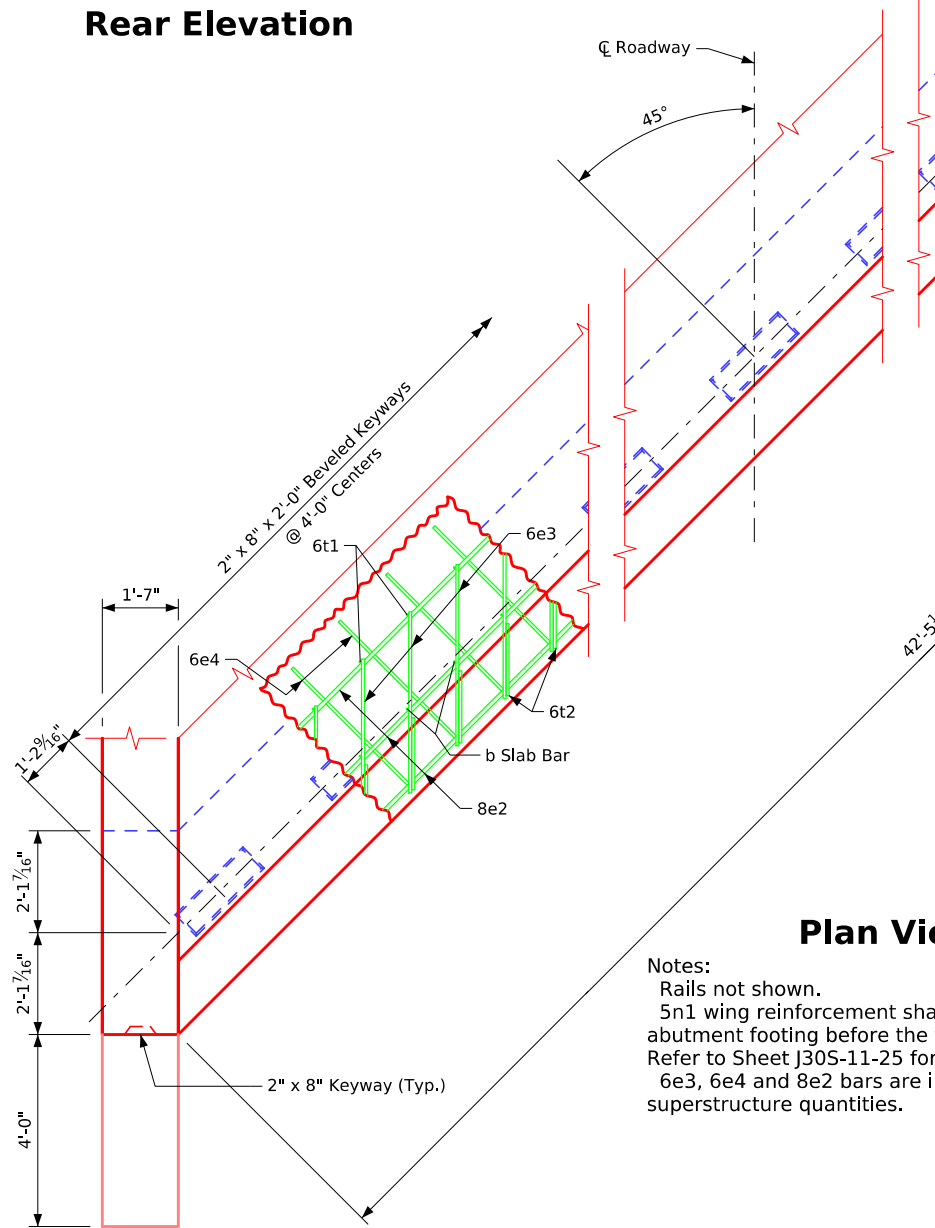 Rear Elevation
℄ Roadway
45°
2" x 8" x 2'-0" Beveled Keyways
@ 4'-0" Centers
6t1
6e3
1'-7"
6e4
42'-5
6t2
1'-2⁹⁄₁₆"
b Slab Bar
8e2
2'-1⁷⁄₁₆"
2'-1⁷⁄₁₆"
Plan Vie
Notes:
Rails not shown.
5n1 wing reinforcement sha
abutment footing before the
Refer to Sheet J30S-11-25 for
6e3, 6e4 and 8e2 bars are i
superstructure quantities.
2" x 8" Keyway (Typ.)
4'-0"